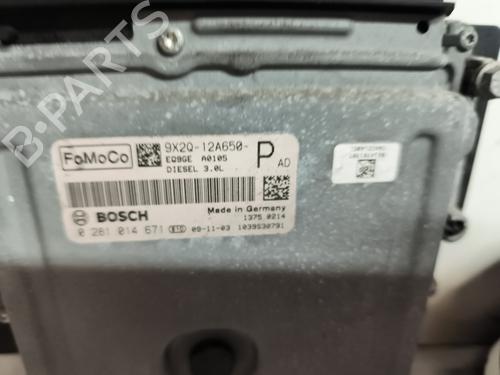 B-PARTS
FoMoCo
9X2Q-12A650-
P AD
EQBGE A0105
DIESEL 3.0L
BOSCH
Made in Germany
1375 0214
0 281 014 671
09-11-03 1039S30791